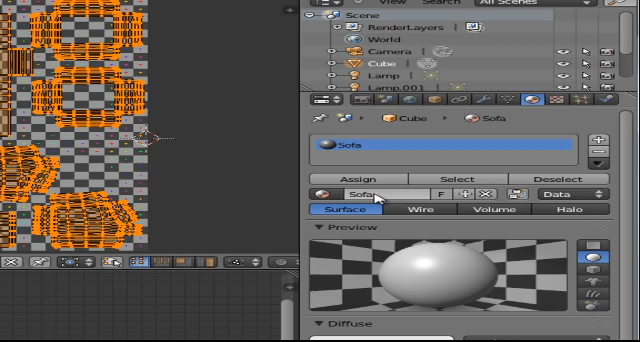 View Search All Scenes
Scene
RenderLayers
World
Camera
Cube
Lamp
Lamp.001
Cube Sofa
Sofa
Assign Select Deselect
Sofa F Data
Surface Wire Volume Halo
Preview
Diffuse